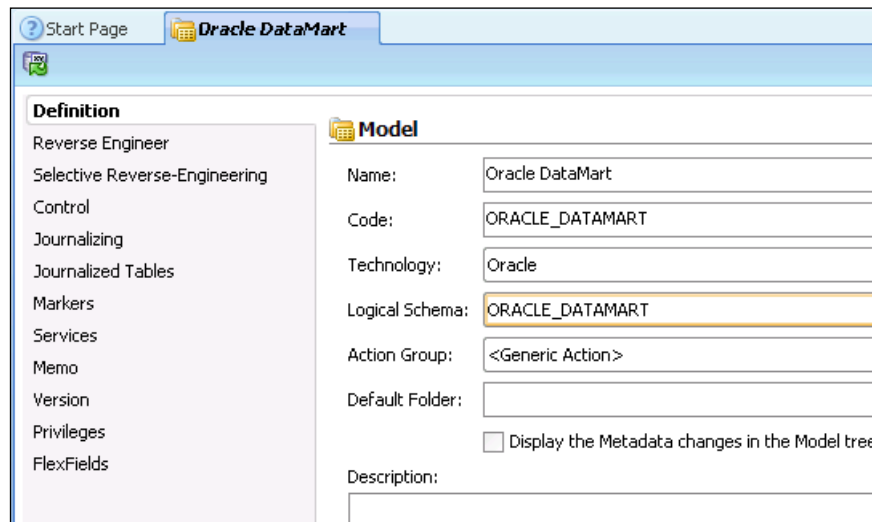 Start Page
Oracle DataMart
Definition
Reverse Engineer
Selective Reverse-Engineering
Control
Journalizing
Journalized Tables
Markers
Services
Memo
Version
Privileges
FlexFields
Model
Name: Oracle DataMart
Code: ORACLE_DATAMART
Technology: Oracle
Logical Schema: ORACLE_DATAMART
Action Group: <Generic Action>
Default Folder:
Display the Metadata changes in the Model tree
Description: